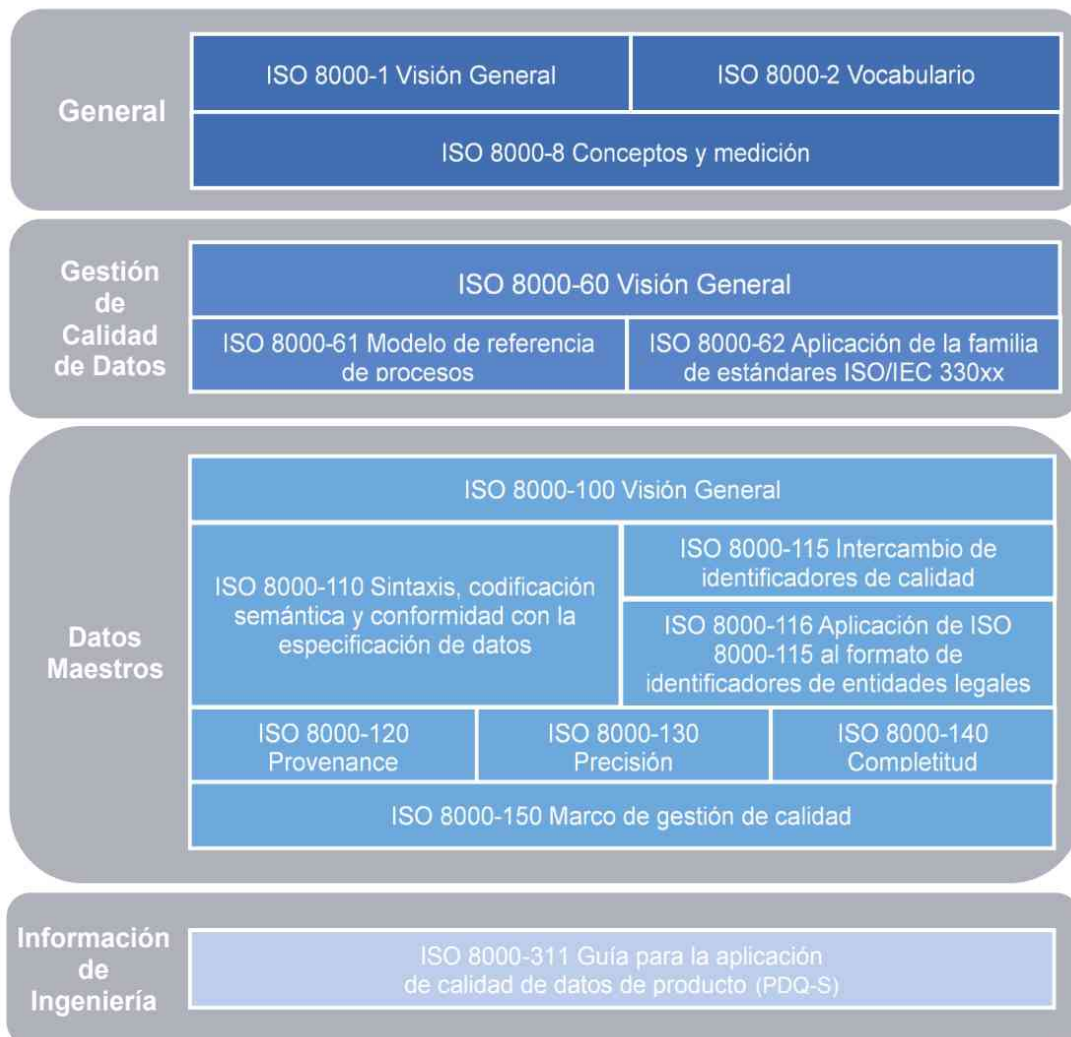 General
ISO 8000-1 Visión General
ISO 8000-2 Vocabulario
ISO 8000-8 Conceptos y medición
Gestión
de
Calidad
de Datos
ISO 8000-60 Visión General
ISO 8000-61 Modelo de referencia
de procesos
ISO 8000-62 Aplicación de la familia
de estándares ISO/IEC 330xx
Datos
Maestros
ISO 8000-100 Visión General
ISO 8000-110 Sintaxis, codificación
semántica y conformidad con la
especificación de datos
ISO 8000-115 Intercambio de
identificadores de calidad
ISO 8000-116 Aplicación de ISO
8000-115 al formato de
identificadores de entidades legales
ISO 8000-120
Provenance
ISO 8000-130
Precisión
ISO 8000-140
Completitud
ISO 8000-150 Marco de gestión de calidad
Información
de
Ingeniería
ISO 8000-311 Guía para la aplicación
de calidad de datos de producto (PDQ-S)